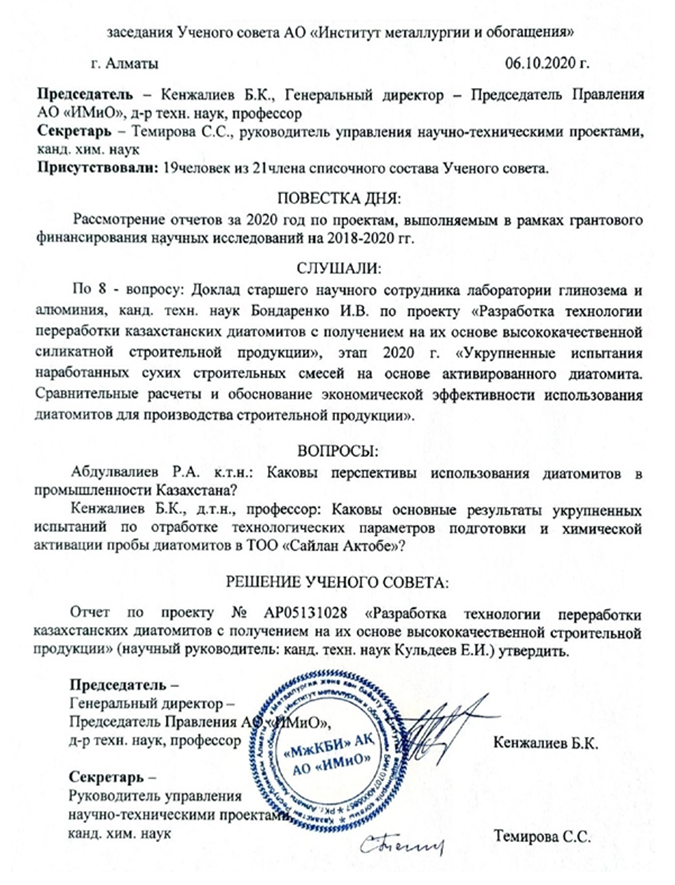 заседания Ученого совета АО «Институт металлургии и обогащения»
г. Алматы 06.10.2020 г.
Председатель – Кенжалиев Б.К., Генеральный директор – Председатель Правления
АО «ИМиО», д-р техн. наук, профессор
Секретарь – Темирова С.С., руководитель управления научно-техническими проектами,
канд. хим. наук
Присутствовали: 19человек из 21члена списочного состава Ученого совета.
ПОВЕСТКА ДНЯ:
Рассмотрение отчетов за 2020 год по проектам, выполняемым в рамках грантового
финансирования научных исследований на 2018-2020 гг.
СЛУШАЛИ:
По 8 - вопросу: Доклад старшего научного сотрудника лаборатории глинозема и
алюминия, канд. техн. наук Бондаренко И.В. по проекту «Разработка технологии
переработки казахстанских диатомитов с получением на их основе высококачественной
силикатной строительной продукции», этап 2020 г. «Укрупненные испытания
наработанных сухих строительных смесей на основе активированного диатомита.
Сравнительные расчеты и обоснование экономической эффективности использования
диатомитов для производства строительной продукции».
ВОПРОСЫ:
Абдулвалиев Р.А. к.т.н.: Каковы перспективы использования диатомитов в
промышленности Казахстана?
Кенжалиев Б.К., д.т.н., профессор: Каковы основные результаты укрупненных
испытаний по отработке технологических параметров подготовки и химической
активации пробы диатомитов в ТОО «Сайлан Актобе»?
РЕШЕНИЕ УЧЕНОГО СОВЕТА:
Отчет по проекту № АР05131028 «Разработка технологии переработки
казахстанских диатомитов с получением на их основе высококачественной строительной
продукции» (научный руководитель: канд. техн. наук Кульдеев Е.И.) утвердить.
Председатель –
Генеральный директор –
Председатель Правления АО «ИМиО»,
д-р техн. наук, профессор
Кенжалиев Б.К.
«МжКБИ» АҚ
АО «ИМиО»
Секретарь –
Руководитель управления
научно-техническими проектами,
канд. хим. наук
Темирова С.С.